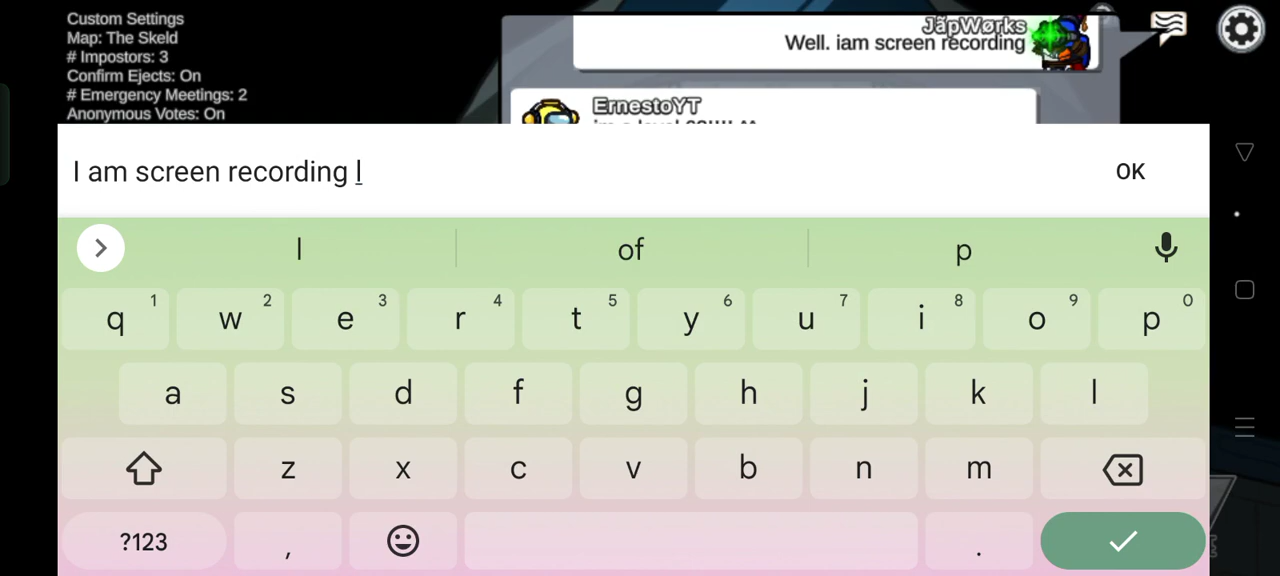 Custom Settings
Map: The Skeld
# Impostors: 3
Confirm Ejects: On
# Emergency Meetings: 2
Anonymous Votes: On
JãpWørks
Well. iam screen recording
ErnestoYT
I am screen recording l
OK
l of p
q 1 w 2 e 3 r 4 t 5 y 6 u 7 i 8 o 9 p 0
a s d f g h j k l
z x c v b n m
?123 , .